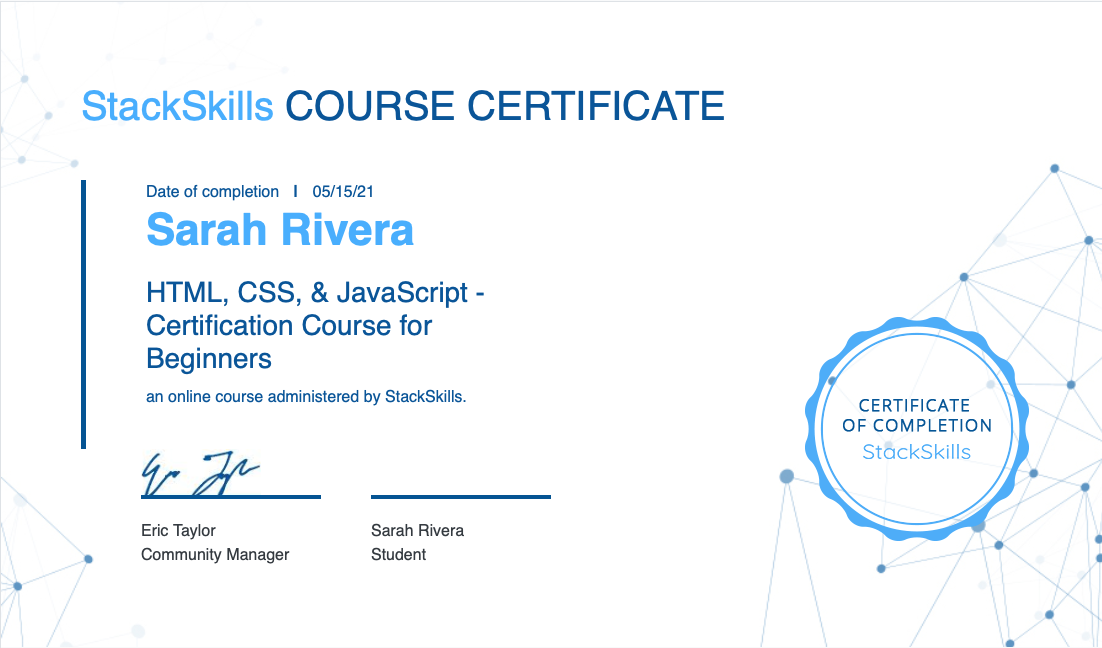 StackSkills COURSE CERTIFICATE
Date of completion I 05/15/21
Sarah Rivera
HTML, CSS, & JavaScript -
Certification Course for
Beginners
an online course administered by StackSkills.
CERTIFICATE
OF COMPLETION
StackSkills
Eric Taylor
Community Manager
Sarah Rivera
Student